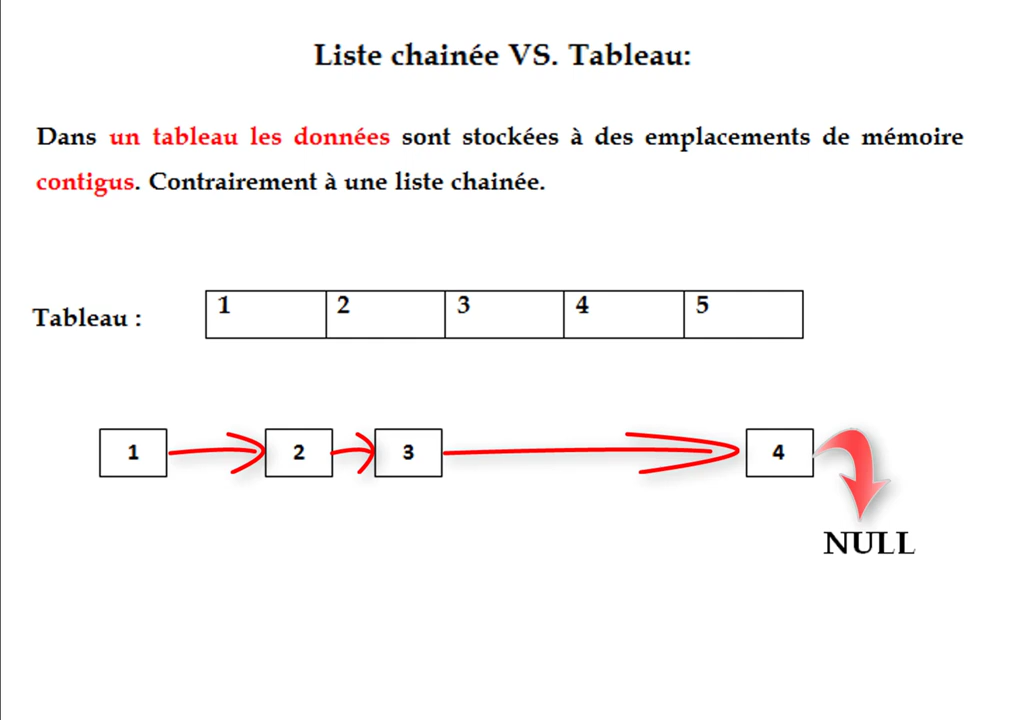 Liste chainée VS. Tableau:
Dans un tableau les données sont stockées à des emplacements de mémoire
contigus. Contrairement à une liste chainée.
Tableau : 1 2 3 4 5
1 2 3 4
NULL